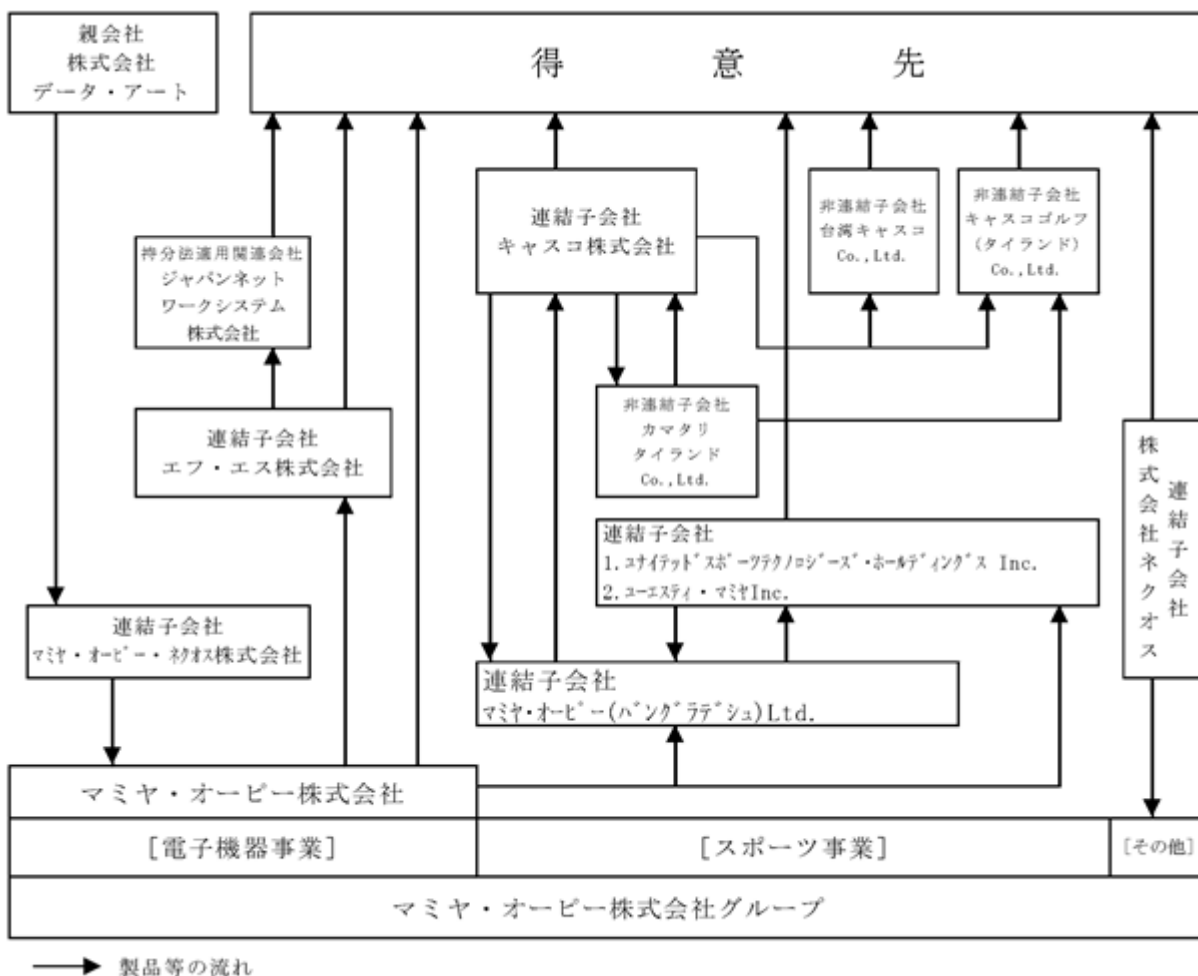 親会社
株式会社
データ・アート
得意先
連結子会社
キャスコ株式会社
非連結子会社
台湾キャスコ
Co.,Ltd.
非連結子会社
キャスコゴルフ
(タイランド)
Co.,Ltd.
持分法適用関連会社
ジャパンネット
ワークシステム
株式会社
連結子会社
エフ・エス株式会社
非連結子会社
カマタリ
タイランド
Co.,Ltd.
連結子会社
株式会社ネクオス
連結子会社
1.ユナイテッドスポーツテクノロジーズ・ホールディングス Inc.
2.ユーエスティ・マミヤInc.
連結子会社
マミヤ・オーピー・ネクオス株式会社
連結子会社
マミヤ・オーピー(バングラデシュ)Ltd.
マミヤ・オーピー株式会社
[電子機器事業]
[スポーツ事業]
[その他]
マミヤ・オーピー株式会社グループ
製品等の流れ